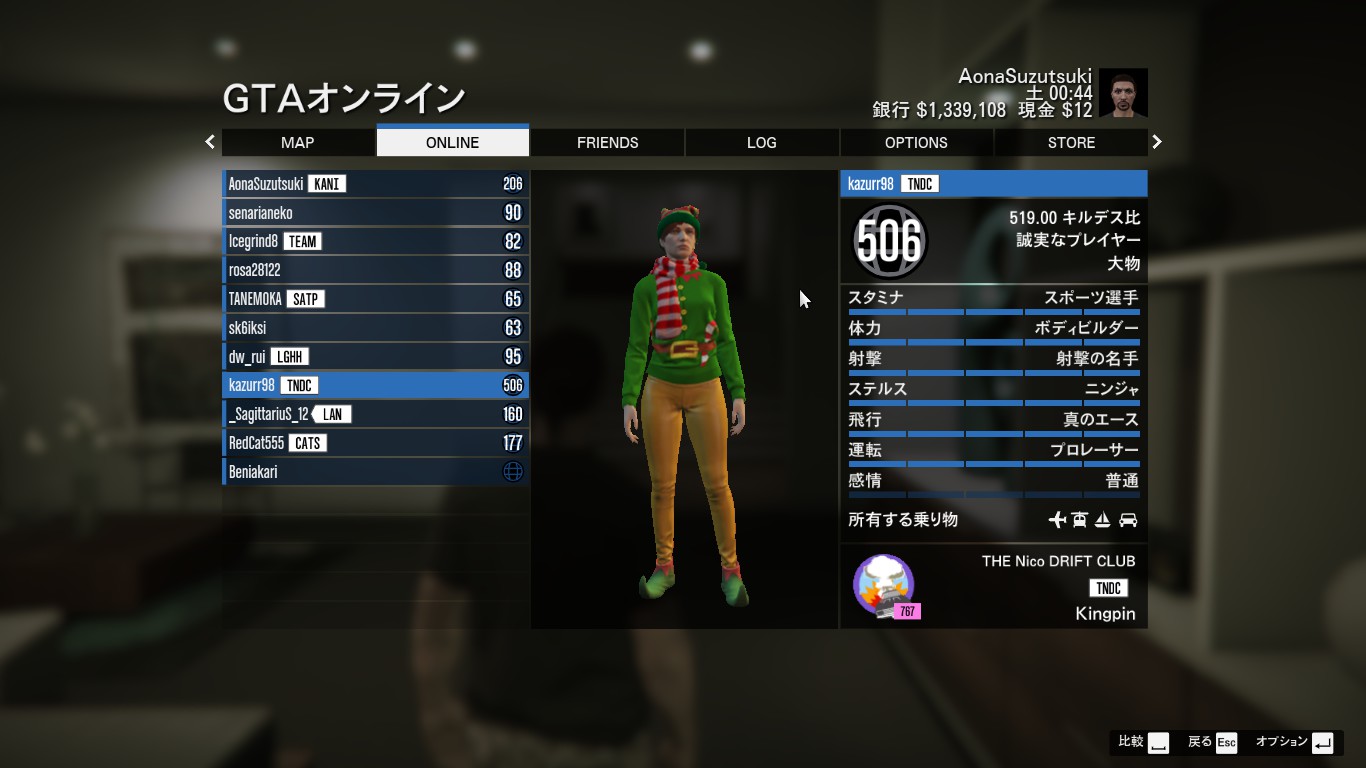 GTAオンライン
AonaSuzutsuki
土 00:44
銀行 $1,339,108 現金 $12
MAP ONLINE FRIENDS LOG OPTIONS STORE
AonaSuzutsuki KANI 206
senarianeko 90
Icegrind8 TEAM 82
rosa28122 88
TANEMOKA SATP 65
sk6iksi 63
dw_rui LGHH 95
kazurr98 TNDC 506
_SagittariuS_12 LAN 160
RedCat555 CATS 177
Beniakari
kazurr98 TNDC
506
519.00 キルデス比
誠実なプレイヤー
大物
スタミナ スポーツ選手
体力 ボディビルダー
射撃 射撃の名手
ステルス ニンジャ
飛行 真のエース
運転 プロレーサー
感情 普通
所有する乗り物
THE Nico DRIFT CLUB
TNDC
767
Kingpin
比較 戻る Esc オプション